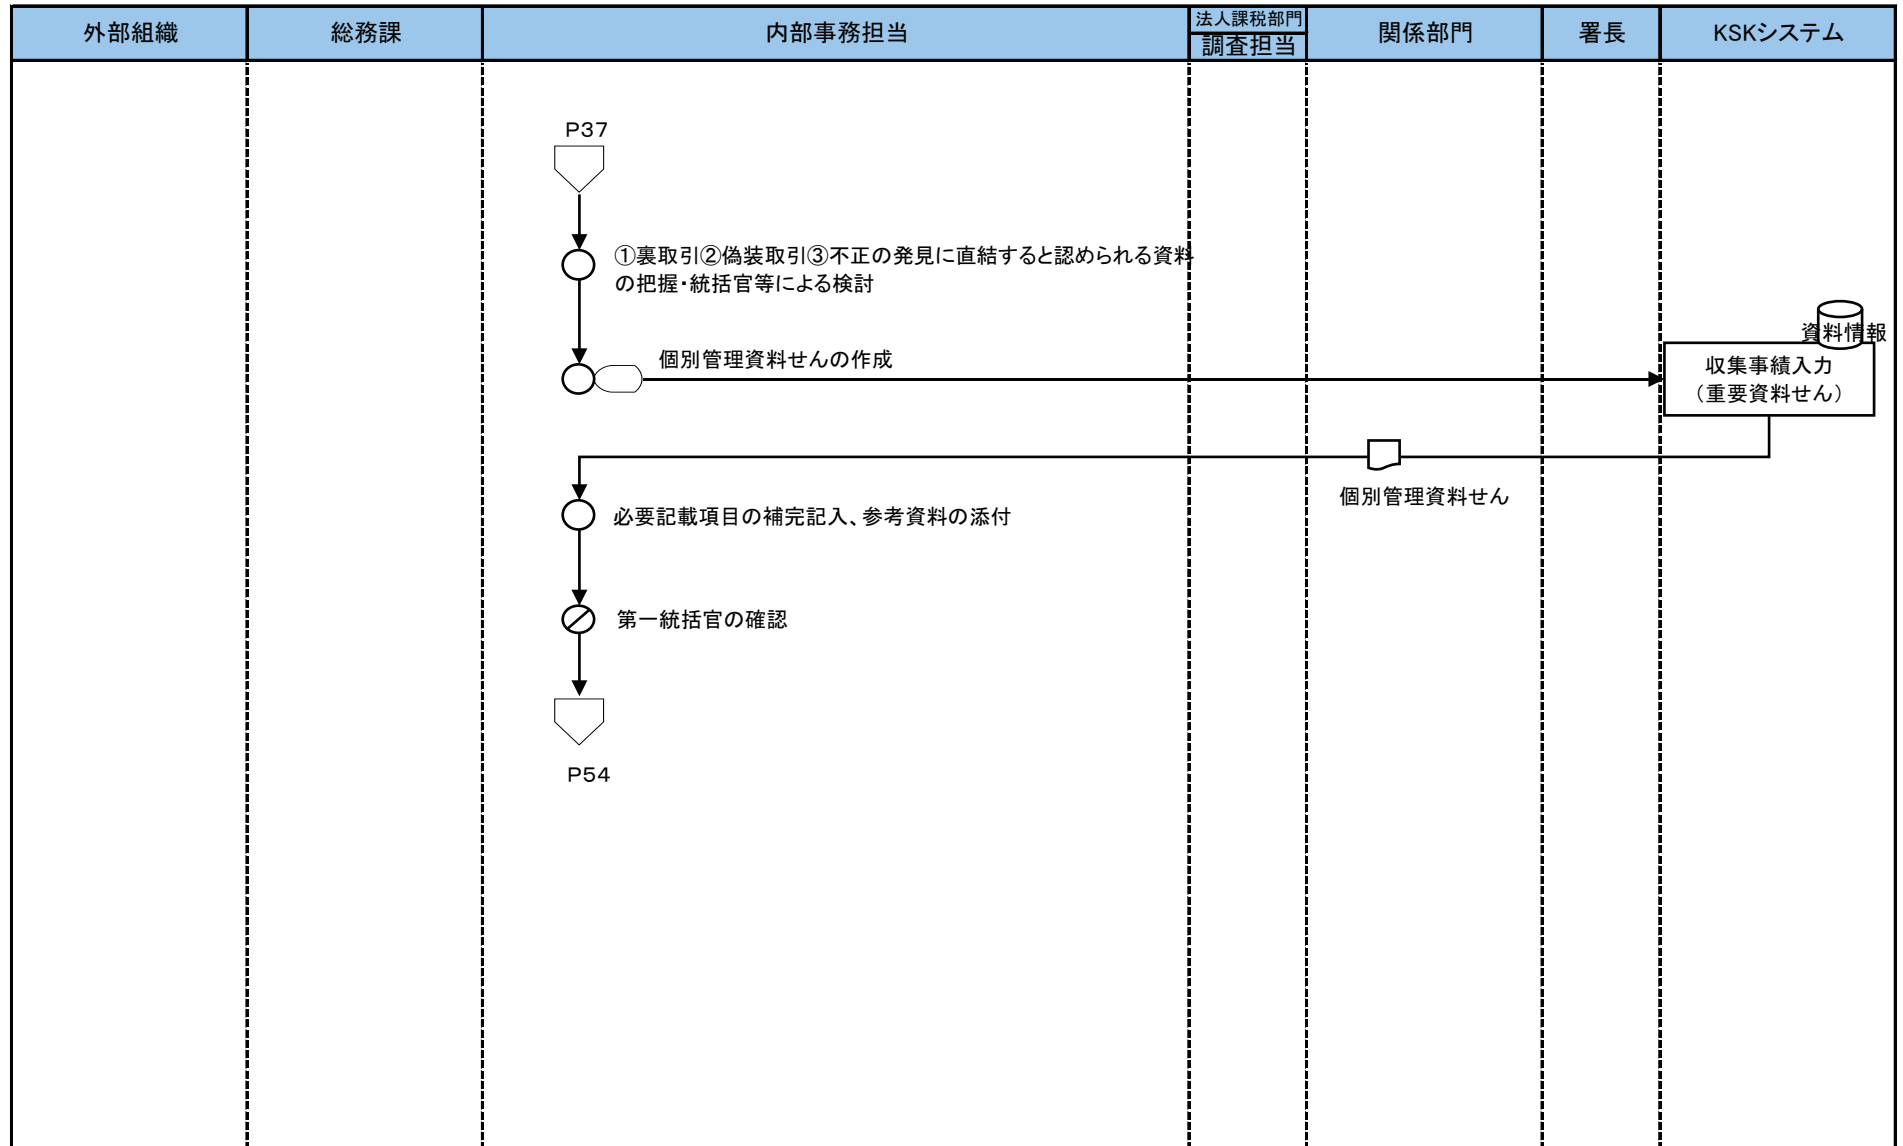 外部組織
総務課
内部事務担当
法人課税部門
調査担当
関係部門
署長
KSKシステム
P37
①裏取引②偽装取引③不正の発見に直結すると認められる資料
の把握・統括官等による検討
資料情報
個別管理資料せんの作成
収集事績入力
（重要資料せん）
個別管理資料せん
必要記載項目の補完記入、参考資料の添付
第一統括官の確認
P54